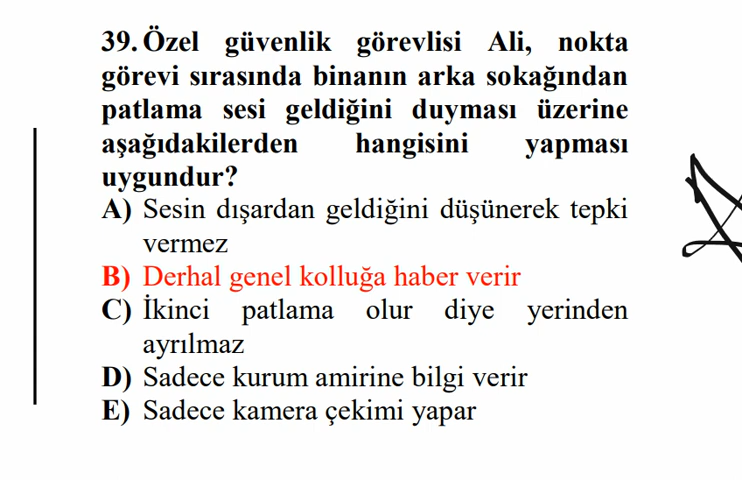 39. Özel güvenlik görevlisi Ali, nokta
görevi sırasında binanın arka sokağından
patlama sesi geldiğini duyması üzerine
aşağıdakilerden hangisini yapması
uygundur?
A) Sesin dışardan geldiğini düşünerek tepki
vermez
B) Derhal genel kolluğa haber verir
C) İkinci patlama olur diye yerinden
ayrılmaz
D) Sadece kurum amirine bilgi verir
E) Sadece kamera çekimi yapar